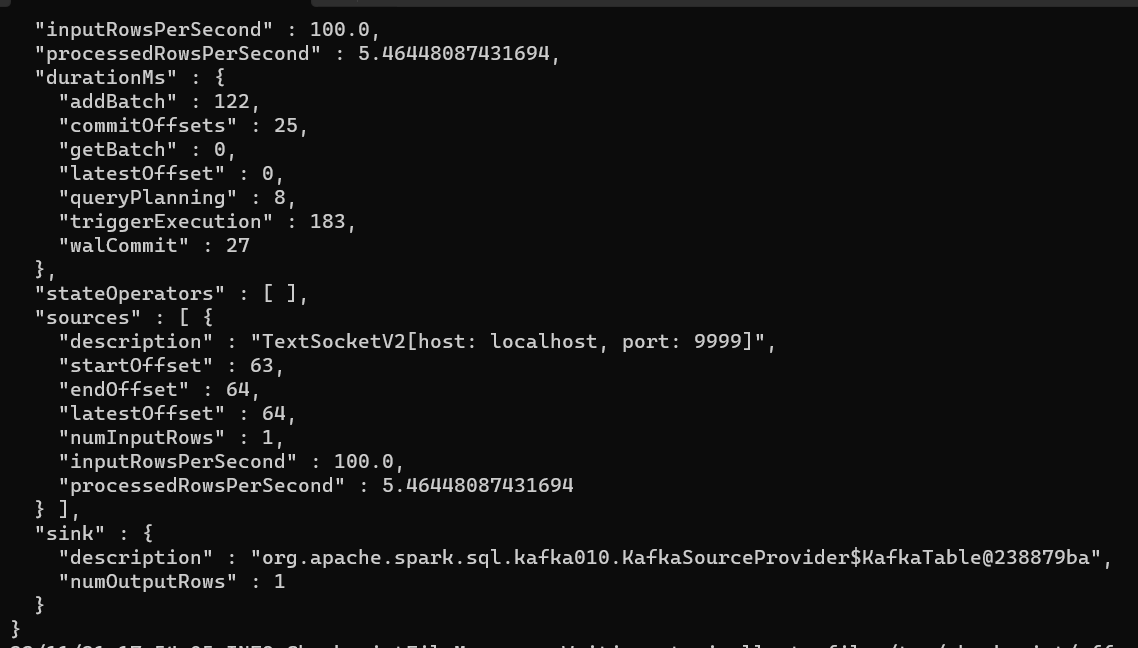 "inputRowsPerSecond" : 100.0,
"processedRowsPerSecond" : 5.46448087431694,
"durationMs" : {
"addBatch" : 122,
"commitOffsets" : 25,
"getBatch" : 0,
"latestOffset" : 0,
"queryPlanning" : 8,
"triggerExecution" : 183,
"walCommit" : 27
},
"stateOperators" : [ ],
"sources" : [ {
"description" : "TextSocketV2[host: localhost, port: 9999]",
"startOffset" : 63,
"endOffset" : 64,
"latestOffset" : 64,
"numInputRows" : 1,
"inputRowsPerSecond" : 100.0,
"processedRowsPerSecond" : 5.46448087431694
} ],
"sink" : {
"description" : "org.apache.spark.sql.kafka010.KafkaSourceProvider$KafkaTable@238879ba",
"numOutputRows" : 1
}
}